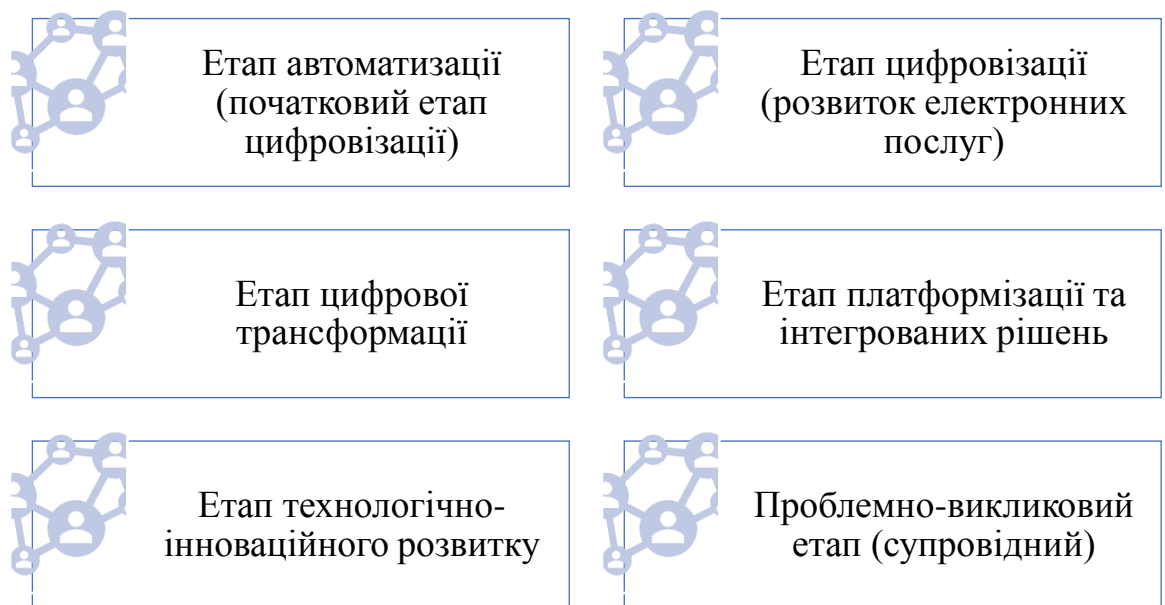 Етап автоматизації
(початковий етап
цифровізації)
Етап цифровізації
(розвиток електронних
послуг)
Етап цифрової
трансформації
Етап платформізації та
інтегрованих рішень
Етап технологічно-
інноваційного розвитку
Проблемно-викликовий
етап (супровідний)